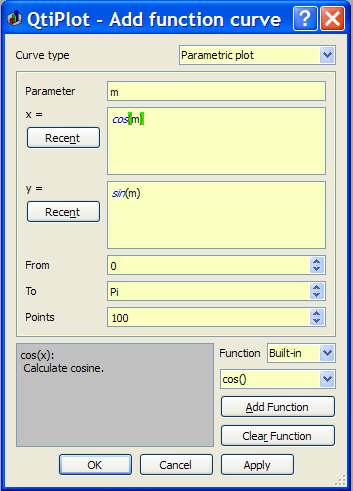 QtiPlot - Add function curve ? X
Curve type Parametric plot
Parameter m
x = cos(m)
Recent
y = sin(m)
Recent
From 0
To Pi
Points 100
cos(x):
Calculate cosine.
Function Built-in
cos()
Add Function
Clear Function
OK Cancel Apply